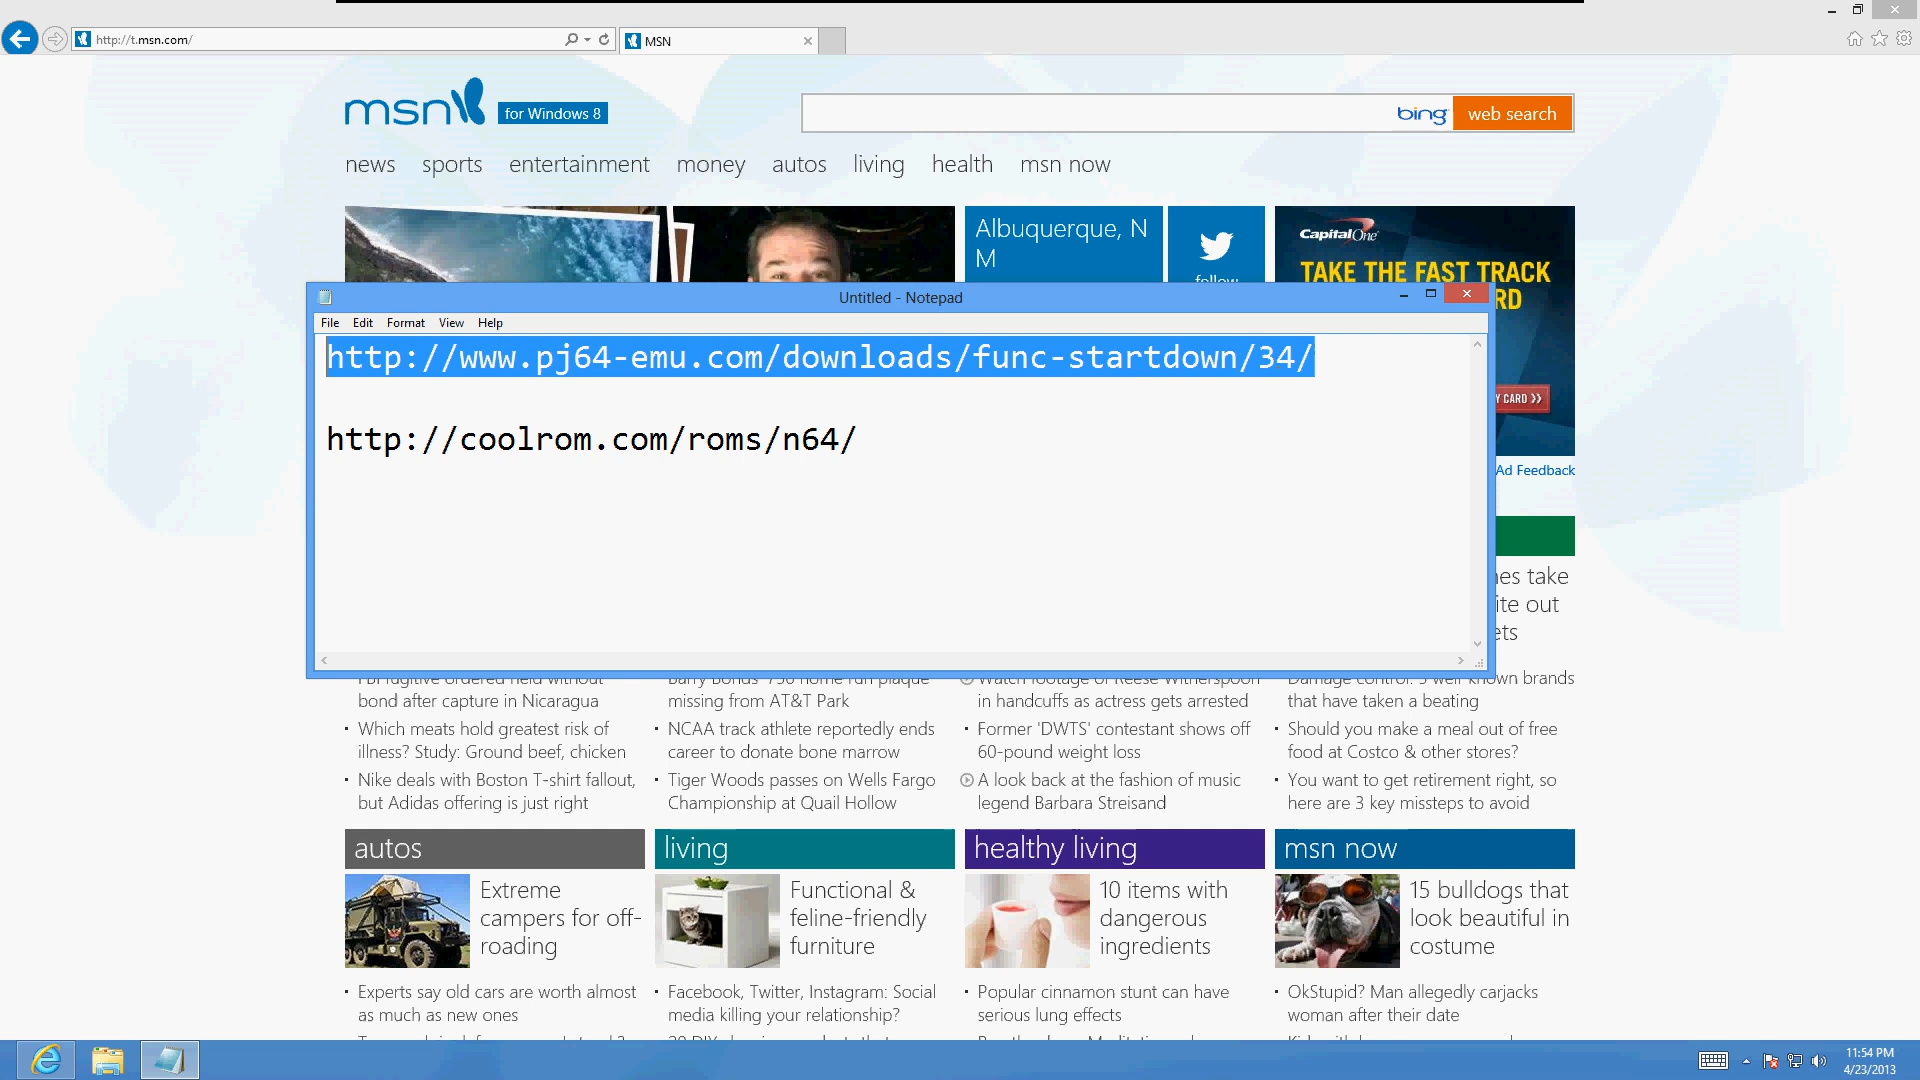 http://t.msn.com/
MSN
msn for Windows 8
bing web search
news sports entertainment money autos living health msn now
Albuquerque, N
M
follow
CapitalOne
TAKE THE FAST TRACK
RD
Untitled - Notepad
File Edit Format View Help
http://www.pj64-emu.com/downloads/func-startdown/34/
http://coolrom.com/roms/n64/
Y CARD »
Ad Feedback
nes take
ite out
ets
FBI fugitive ordered held without
bond after capture in Nicaragua
Which meats hold greatest risk of
illness? Study: Ground beef, chicken
Nike deals with Boston T-shirt fallout,
but Adidas offering is just right
Barry Bonds' 756 home run plaque
missing from AT&T Park
NCAA track athlete reportedly ends
career to donate bone marrow
Tiger Woods passes on Wells Fargo
Championship at Quail Hollow
Watch footage of Reese Witherspoon
in handcuffs as actress gets arrested
Former 'DWTS' contestant shows off
60-pound weight loss
A look back at the fashion of music
legend Barbara Streisand
Damage control: 5 well-known brands
that have taken a beating
Should you make a meal out of free
food at Costco & other stores?
You want to get retirement right, so
here are 3 key missteps to avoid
autos
Extreme
campers for off-
roading
Experts say old cars are worth almost
as much as new ones
living
Functional &
feline-friendly
furniture
Facebook, Twitter, Instagram: Social
media killing your relationship?
healthy living
10 items with
dangerous
ingredients
Popular cinnamon stunt can have
serious lung effects
msn now
15 bulldogs that
look beautiful in
costume
OkStupid? Man allegedly carjacks
woman after their date
11:54 PM
4/23/2013